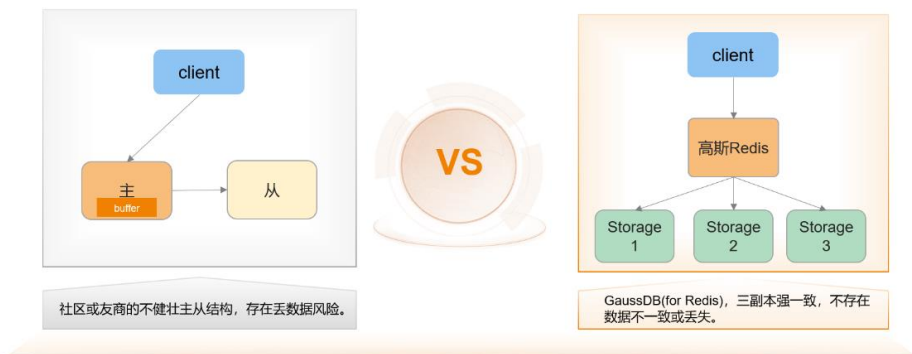 client
主
buffer
从
社区或友商的不健壮主从结构，存在丢数据风险。
VS
client
高斯Redis
Storage
1
Storage
2
Storage
3
GaussDB(for Redis)，三副本强一致，不存在
数据不一致或丢失。